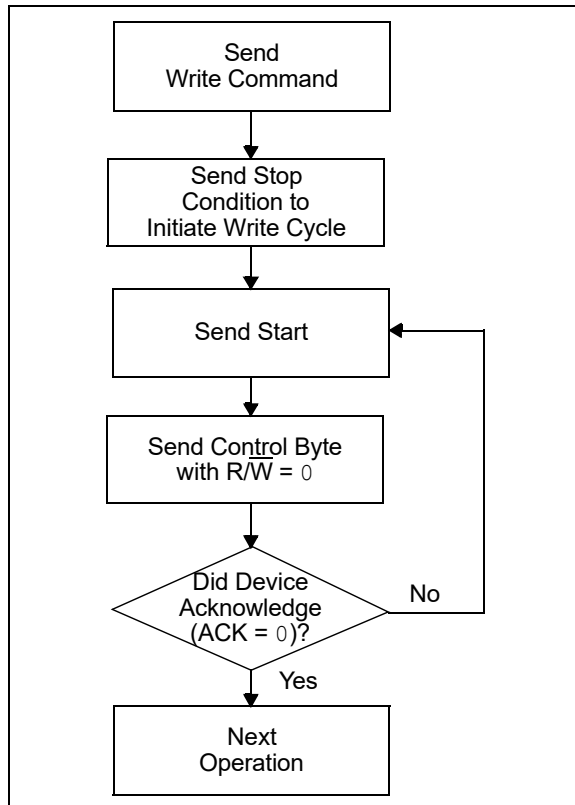 Send
Write Command
Send Stop
Condition to
Initiate Write Cycle
Send Start
Send Control Byte
with R/W̅ = 0
Did Device
Acknowledge
(ACK = 0)?
No
Yes
Next
Operation